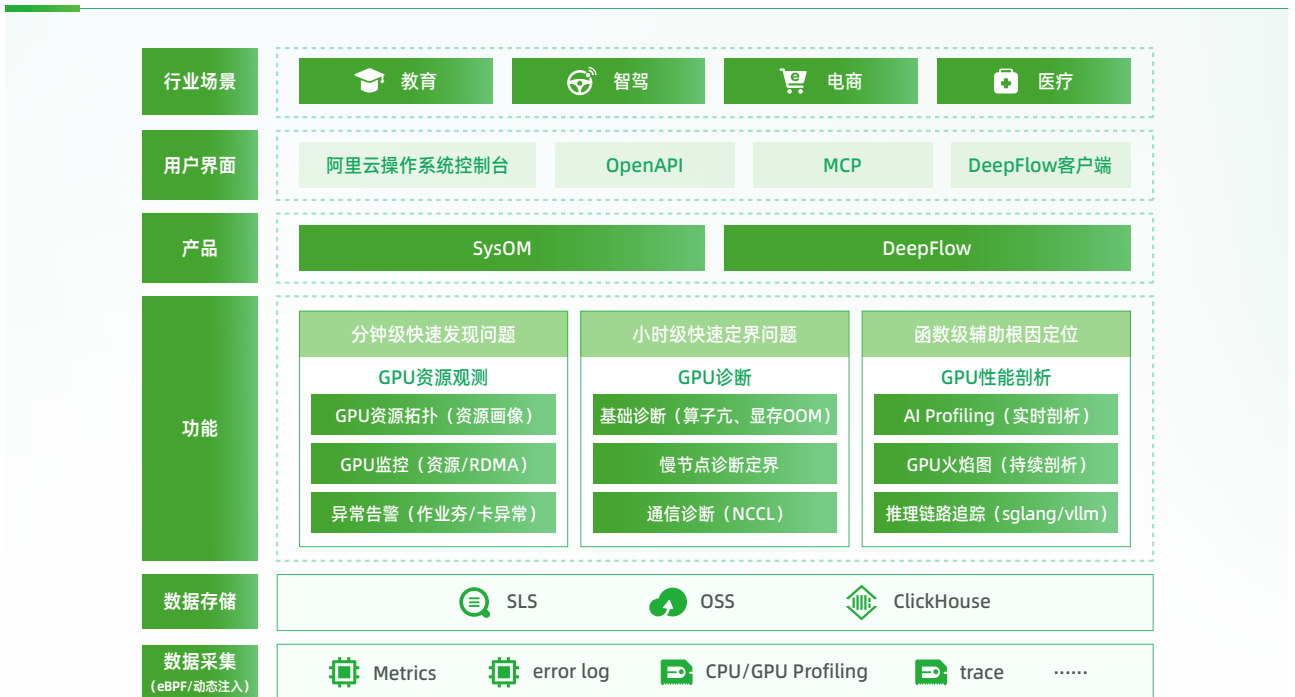 行业场景
教育
智驾
电商
医疗
用户界面
阿里云操作系统控制台
OpenAPI
MCP
DeepFlow客户端
产品
SysOM
DeepFlow
功能
分钟级快速发现问题
GPU资源观测
GPU资源拓扑（资源画像）
GPU监控（资源/RDMA）
异常告警（作业夯/卡异常）
小时级快速定界问题
GPU诊断
基础诊断（算子亢、显存OOM）
慢节点诊断定界
通信诊断（NCCL）
函数级辅助根因定位
GPU性能剖析
AI Profiling（实时剖析）
GPU火焰图（持续剖析）
推理链路追踪（sglang/vllm）
数据存储
SLS
OSS
ClickHouse
数据采集
（eBPF/动态注入）
Metrics
error log
CPU/GPU Profiling
trace
······